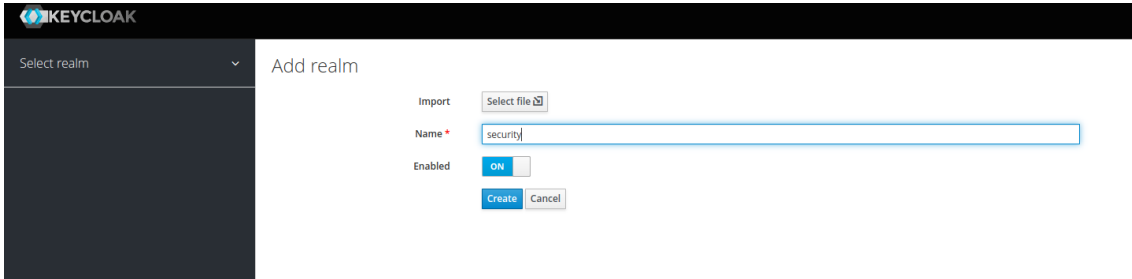 KEYCLOAK
Select realm
Add realm
Import Select file
Name * security
Enabled ON
Create Cancel